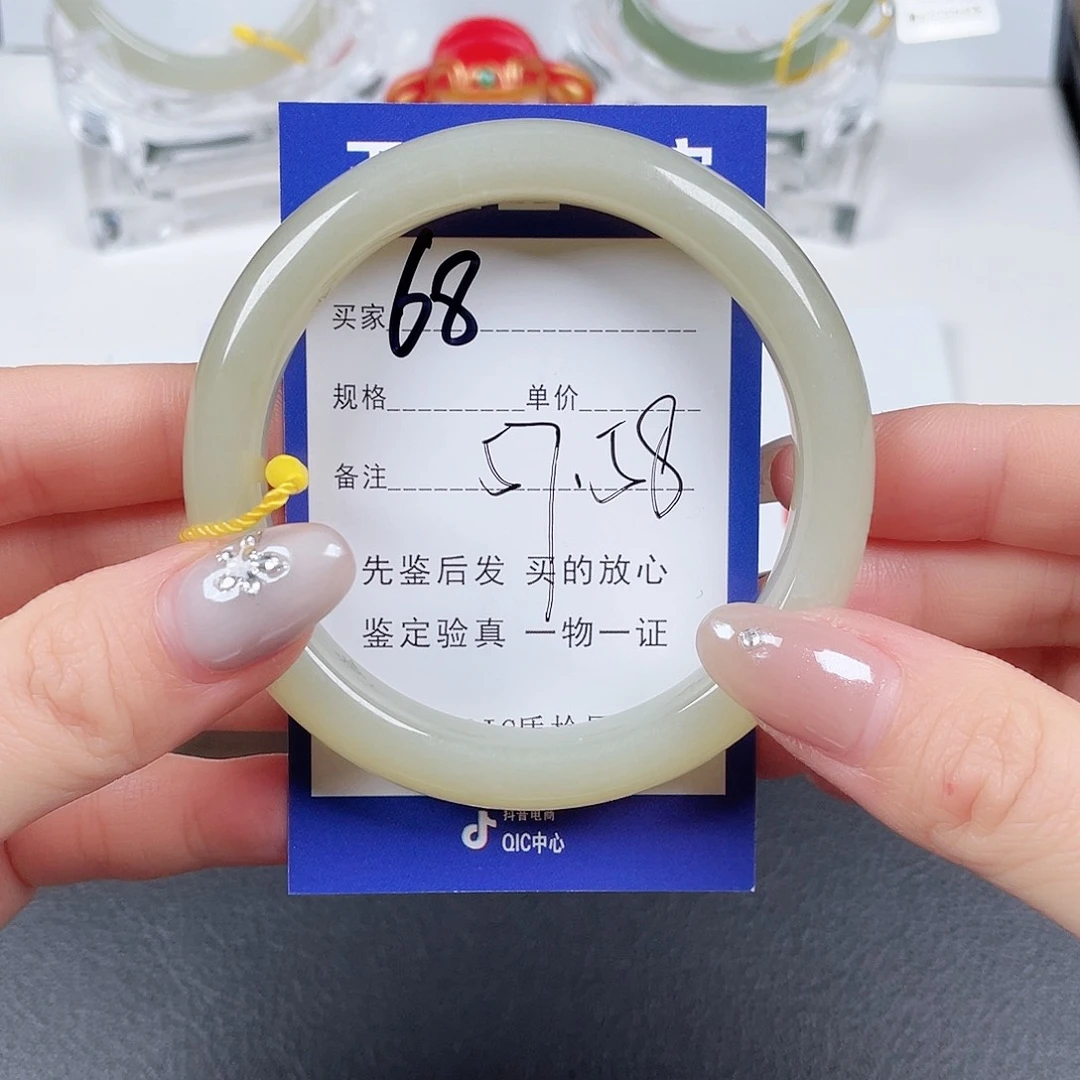 买家 68
规格 单价
备注 57.58
先鉴后发 买的放心
鉴定验真 一物一证
抖音电商
QIC中心